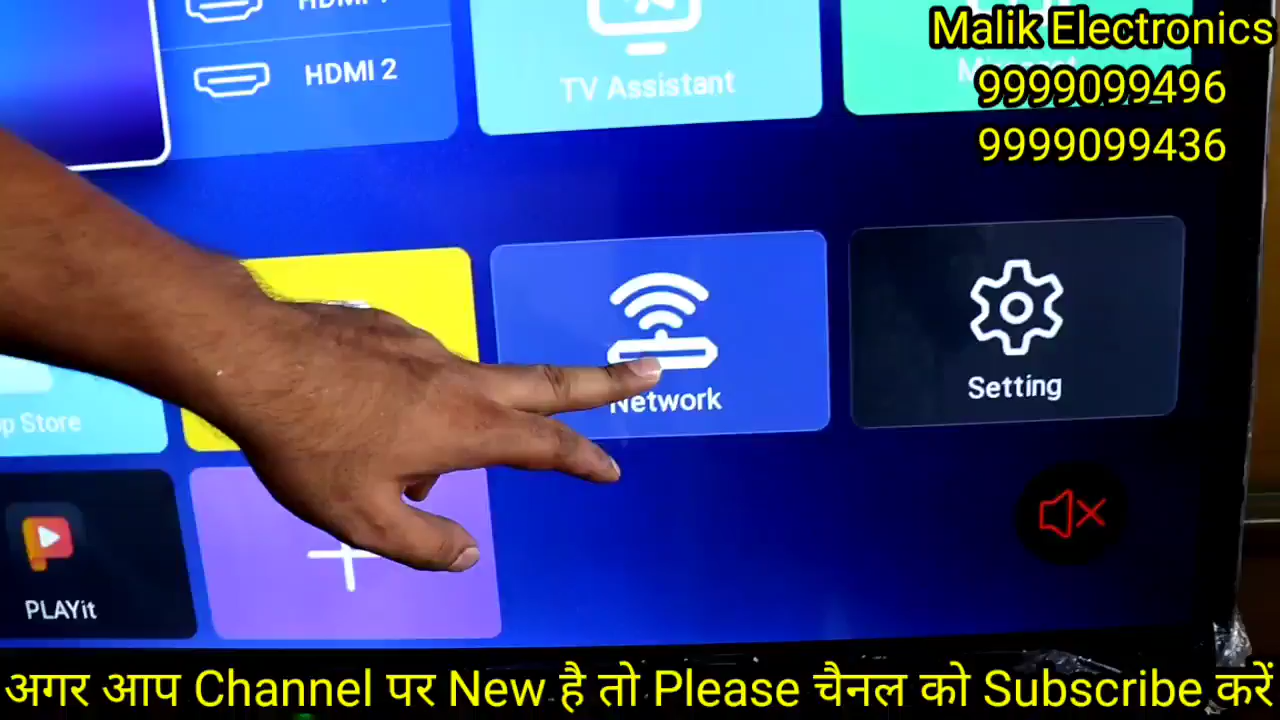 Malik Electronics
9999099496
9999099436
HDMI 2
TV Assistant
Network
Setting
Store
PLAYit
अगर आप Channel पर New है तो Please चैनल को Subscribe करें